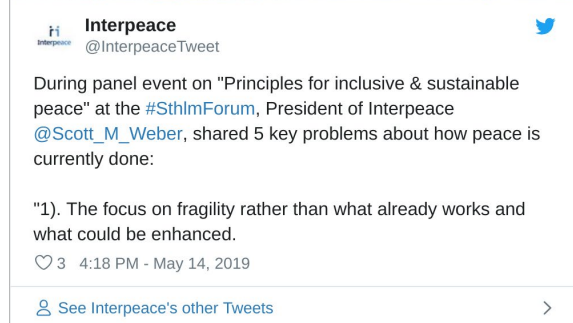 Interpeace
Interpeace
@InterpeaceTweet
During panel event on "Principles for inclusive & sustainable
peace" at the #SthlmForum, President of Interpeace
@Scott_M_Weber, shared 5 key problems about how peace is
currently done:
"1). The focus on fragility rather than what already works and
what could be enhanced.
3 4:18 PM - May 14, 2019
See Interpeace's other Tweets